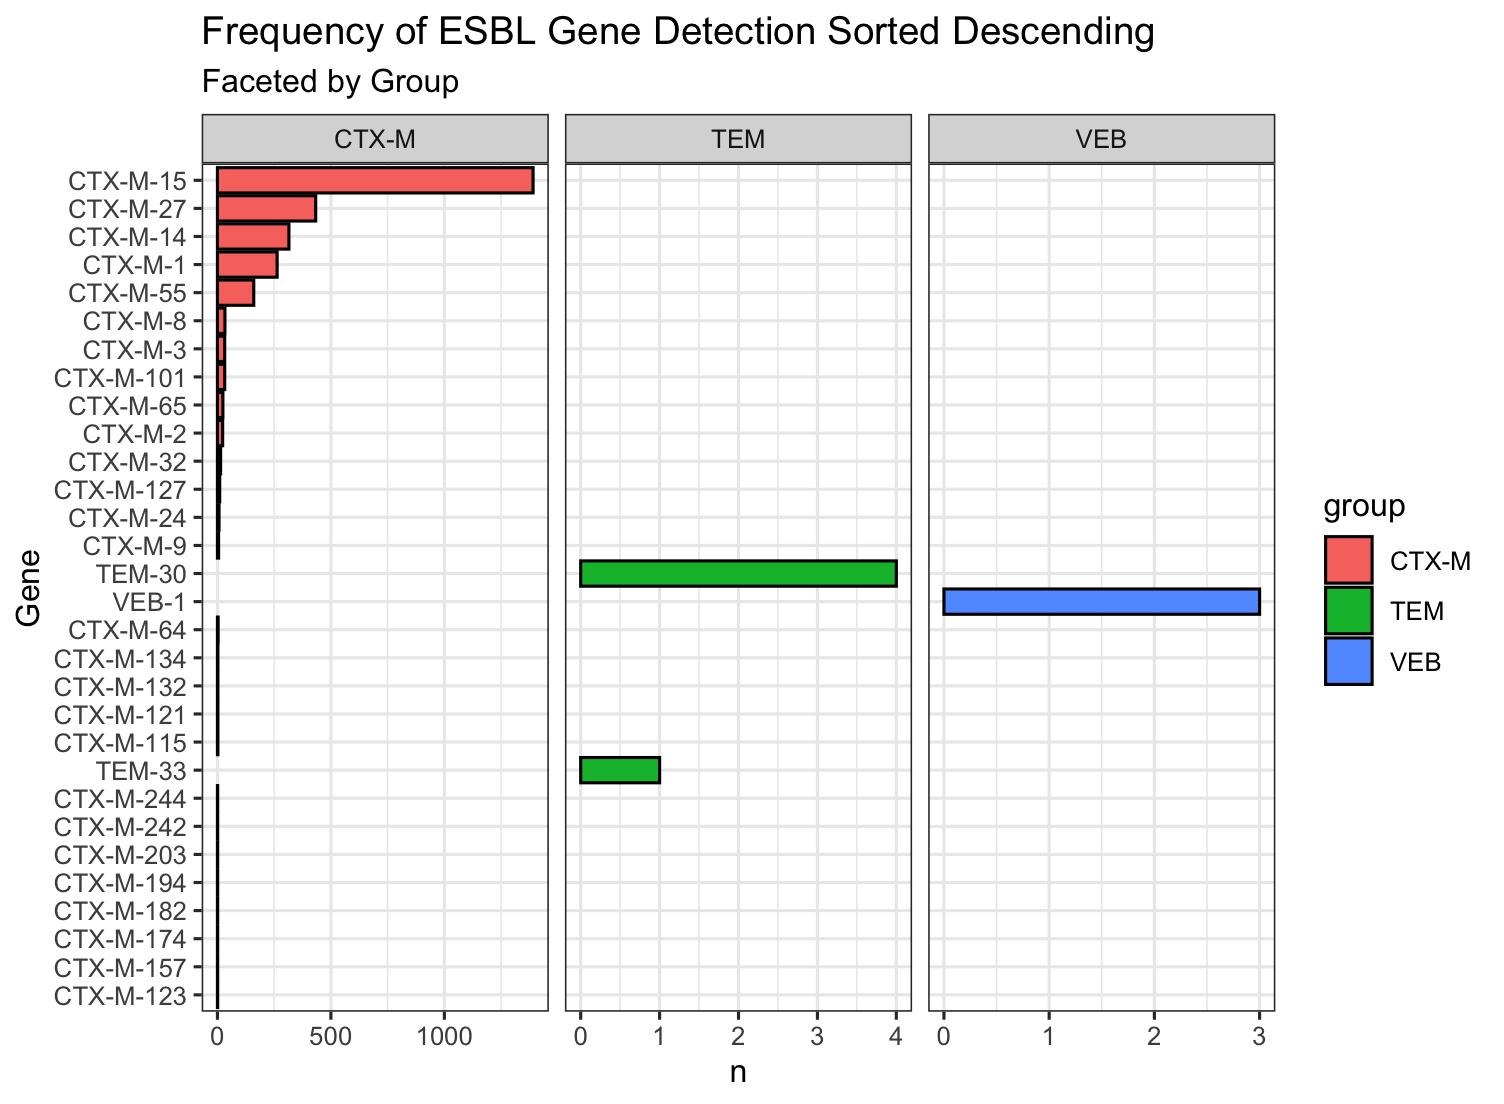 Frequency of ESBL Gene Detection Sorted Descending
Faceted by Group
CTX-M TEM VEB
CTX-M-15
CTX-M-27
CTX-M-14
CTX-M-1
CTX-M-55
CTX-M-8
CTX-M-3
CTX-M-101
CTX-M-65
CTX-M-2
CTX-M-32
CTX-M-127
CTX-M-24
CTX-M-9
TEM-30
VEB-1
CTX-M-64
CTX-M-134
CTX-M-132
CTX-M-121
CTX-M-115
TEM-33
CTX-M-244
CTX-M-242
CTX-M-203
CTX-M-194
CTX-M-182
CTX-M-174
CTX-M-157
CTX-M-123
Gene
0 500 1000 0 1 2 3 4 0 1 2 3
n
group
CTX-M
TEM
VEB